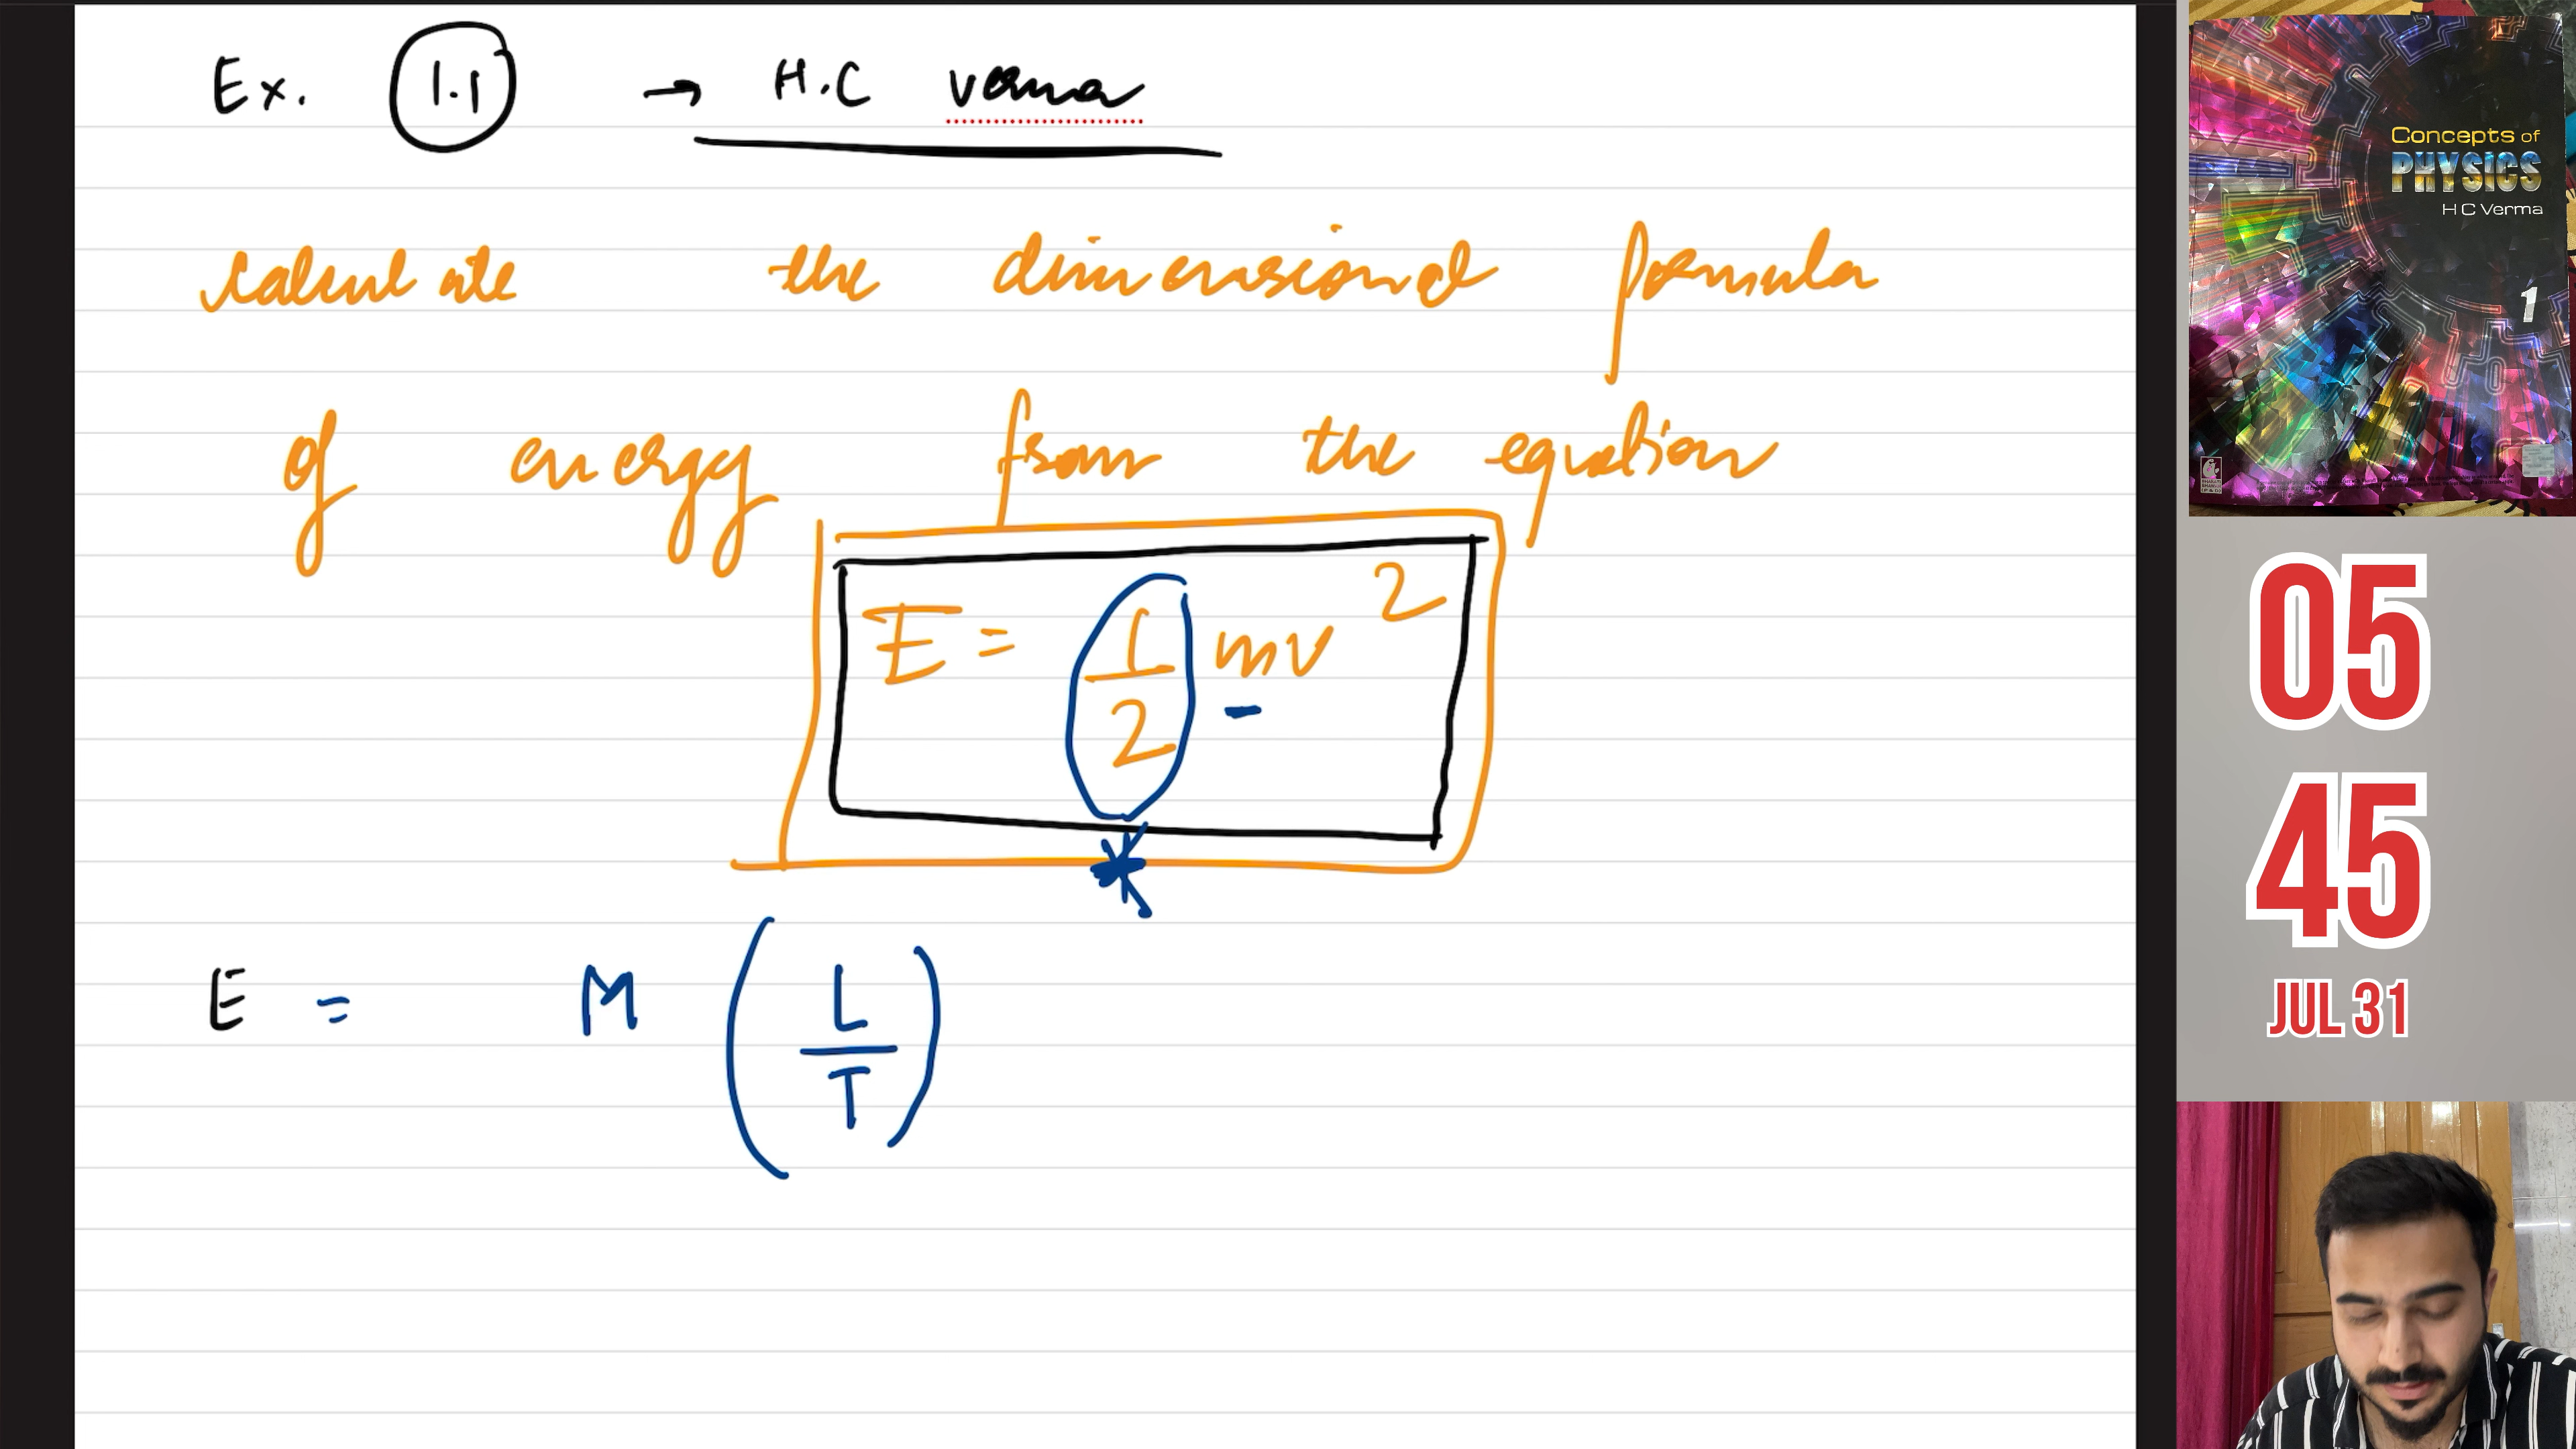 Ex. 1.1 → H.C Verma
calculate the dimensional formula
of energy from the equation
E = 1/2 mv²
E = M (L/T)
Concepts of
PHYSICS
H C Verma
1
05
45
JUL 31